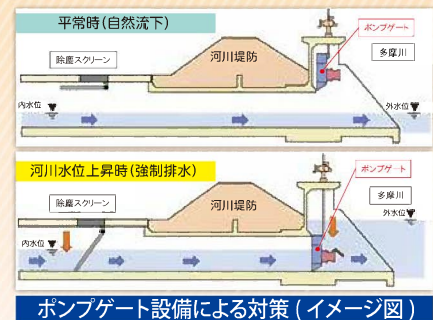 平常時(自然流下)
ポンプゲート
除塵スクリーン
河川堤防
多摩川
内水位
外水位
河川水位上昇時(強制排水)
ポンプゲート
除塵スクリーン
河川堤防
多摩川
外水位
内水位
ポンプゲート設備による対策(イメージ図)